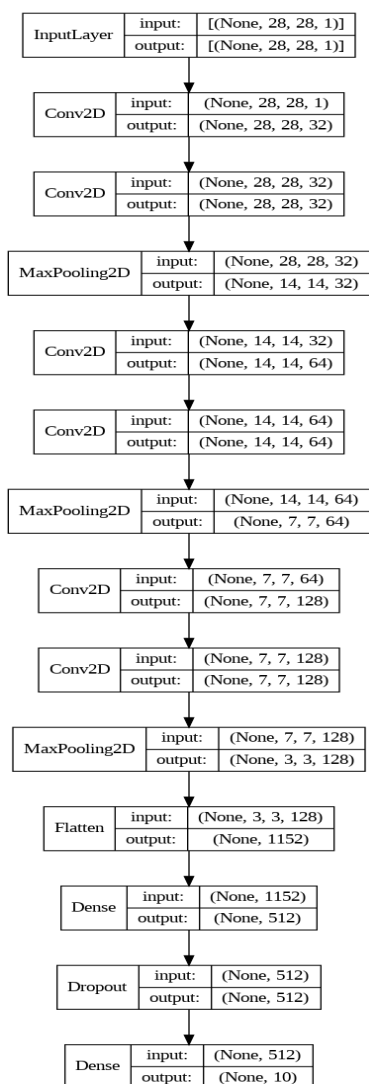 InputLayer input: [(None, 28, 28, 1)]
output: [(None, 28, 28, 1)]
Conv2D input: (None, 28, 28, 1)
output: (None, 28, 28, 32)
Conv2D input: (None, 28, 28, 32)
output: (None, 28, 28, 32)
MaxPooling2D input: (None, 28, 28, 32)
output: (None, 14, 14, 32)
Conv2D input: (None, 14, 14, 32)
output: (None, 14, 14, 64)
Conv2D input: (None, 14, 14, 64)
output: (None, 14, 14, 64)
MaxPooling2D input: (None, 14, 14, 64)
output: (None, 7, 7, 64)
Conv2D input: (None, 7, 7, 64)
output: (None, 7, 7, 128)
Conv2D input: (None, 7, 7, 128)
output: (None, 7, 7, 128)
MaxPooling2D input: (None, 7, 7, 128)
output: (None, 3, 3, 128)
Flatten input: (None, 3, 3, 128)
output: (None, 1152)
Dense input: (None, 1152)
output: (None, 512)
Dropout input: (None, 512)
output: (None, 512)
Dense input: (None, 512)
output: (None, 10)